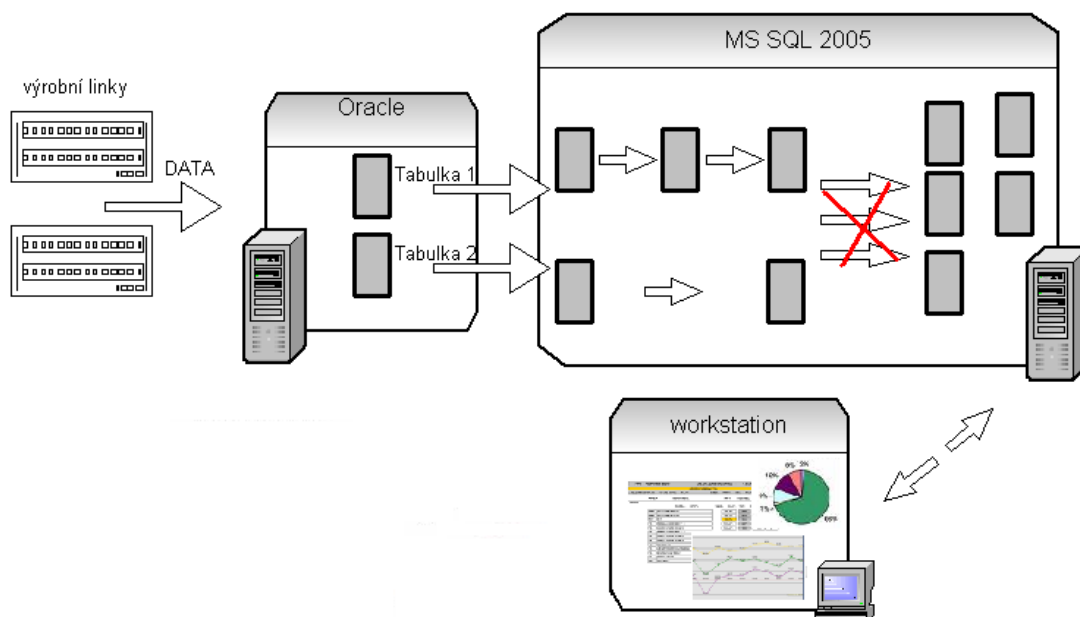 MS SQL 2005
výrobní linky
Oracle
DATA
Tabulka 1
Tabulka 2
workstation